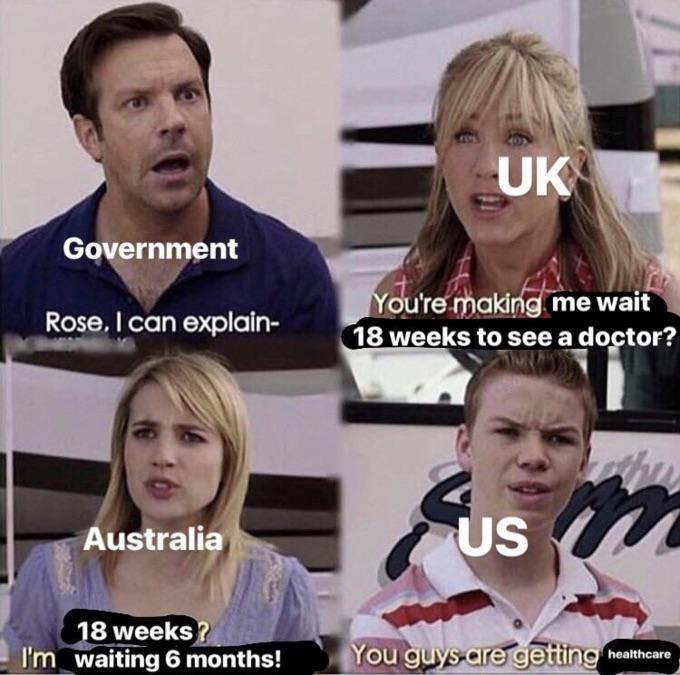 Government
Rose, I can explain-
UK
You're making me wait
18 weeks to see a doctor?
Australia
18 weeks?
I'm waiting 6 months!
US
You guys are getting healthcare